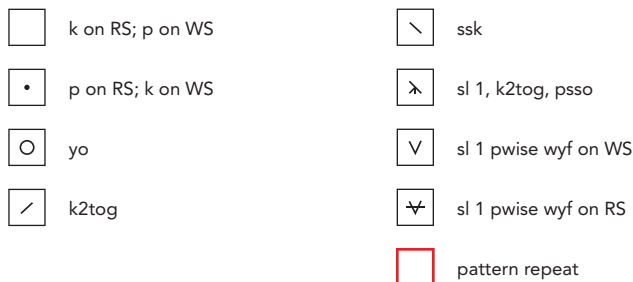 k on RS; p on WS
p on RS; k on WS
yo
k2tog
ssk
sl 1, k2tog, psso
sl 1 pwise wyf on WS
sl 1 pwise wyf on RS
pattern repeat